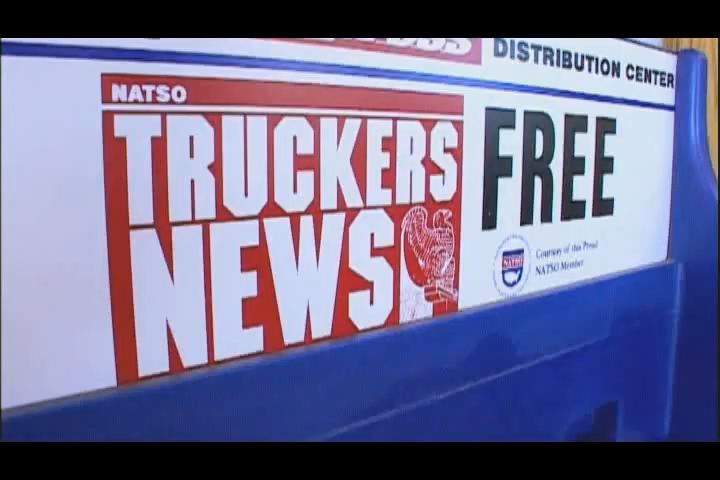 DISTRIBUTION CENTER
NATSO
TRUCKERS
NEWS
FREE
NATSO
Courtesy of this Proud
NATSO Member